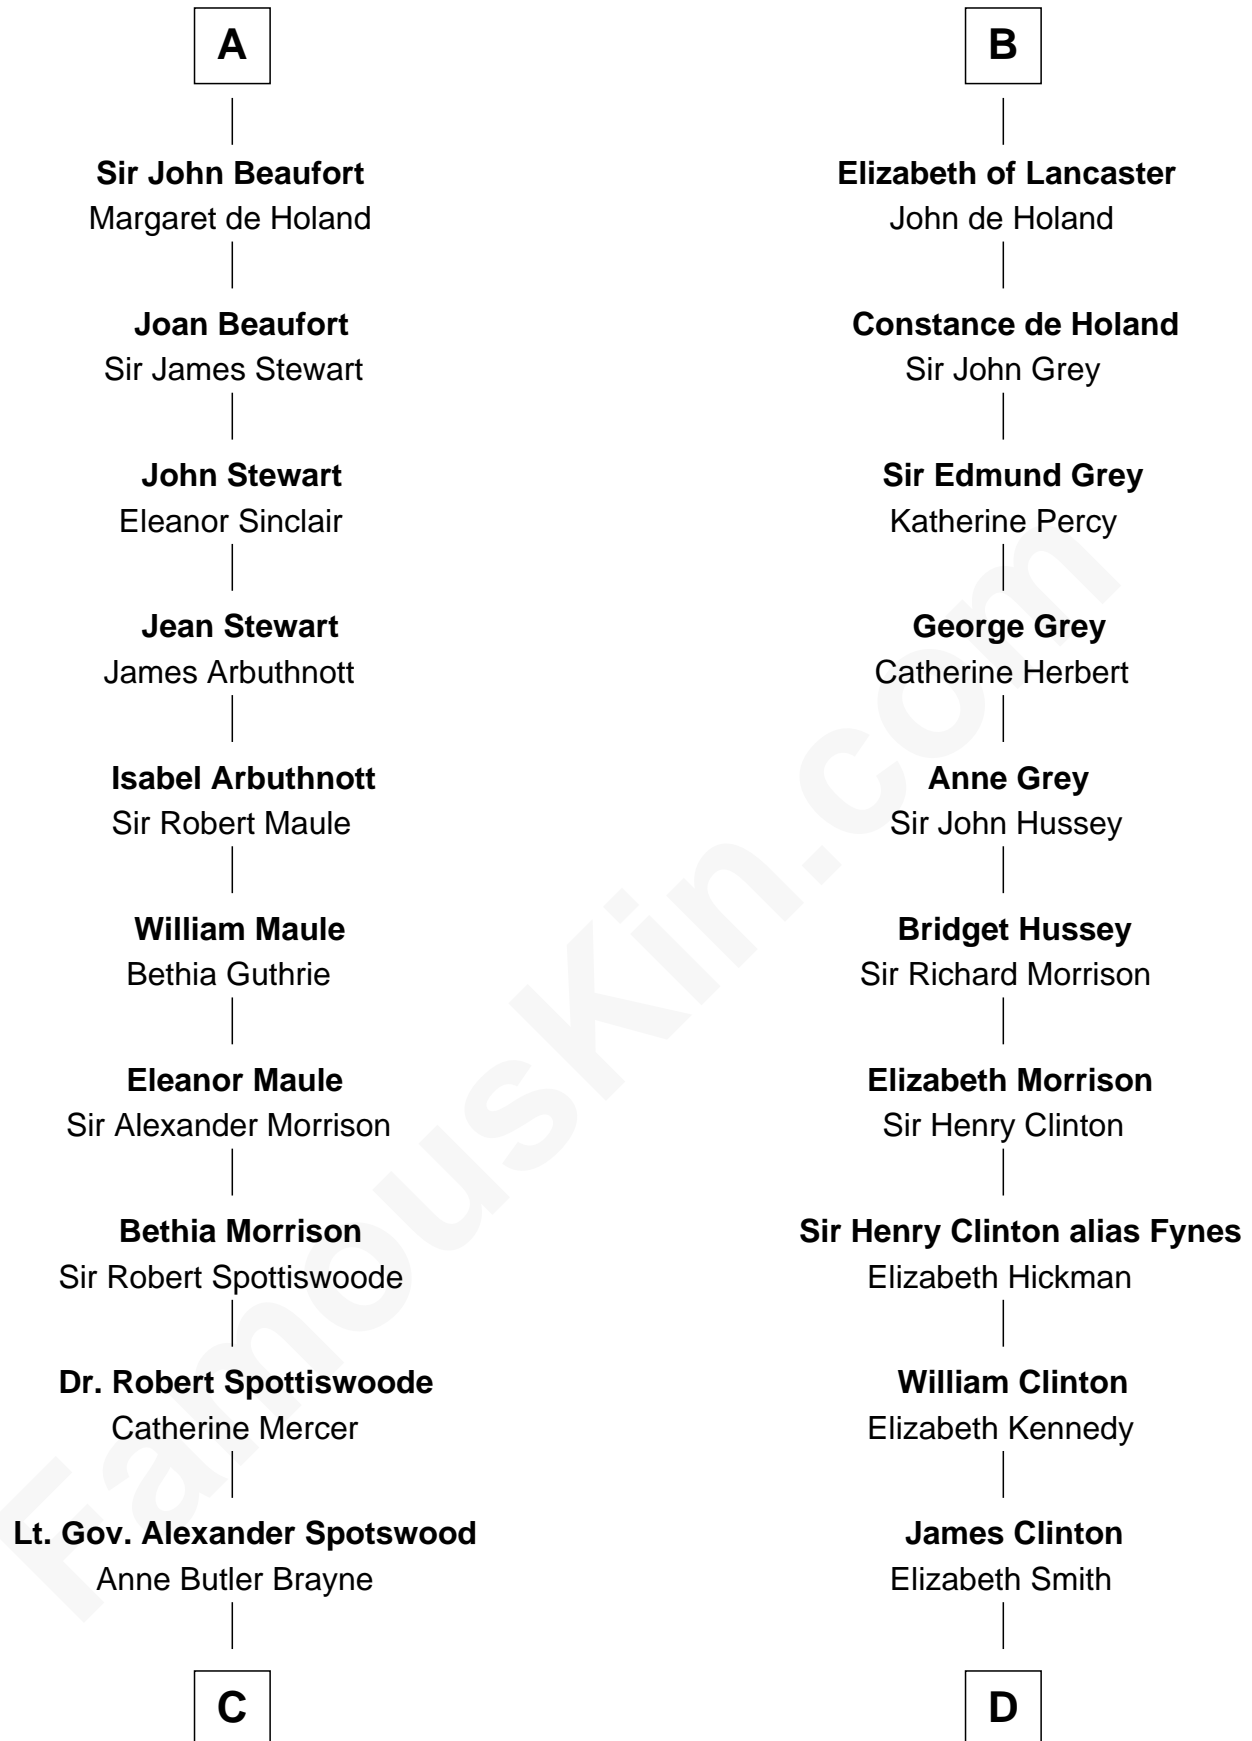 A
Sir John Beaufort
Margaret de Holand
Joan Beaufort
Sir James Stewart
John Stewart
Eleanor Sinclair
Jean Stewart
James Arbuthnott
Isabel Arbuthnott
Sir Robert Maule
William Maule
Bethia Guthrie
Eleanor Maule
Sir Alexander Morrison
Bethia Morrison
Sir Robert Spottiswoode
Dr. Robert Spottiswoode
Catherine Mercer
Lt. Gov. Alexander Spotswood
Anne Butler Brayne
C
B
Elizabeth of Lancaster
John de Holand
Constance de Holand
Sir John Grey
Sir Edmund Grey
Katherine Percy
George Grey
Catherine Herbert
Anne Grey
Sir John Hussey
Bridget Hussey
Sir Richard Morrison
Elizabeth Morrison
Sir Henry Clinton
Sir Henry Clinton alias Fynes
Elizabeth Hickman
William Clinton
Elizabeth Kennedy
James Clinton
Elizabeth Smith
D
FamousKin.com